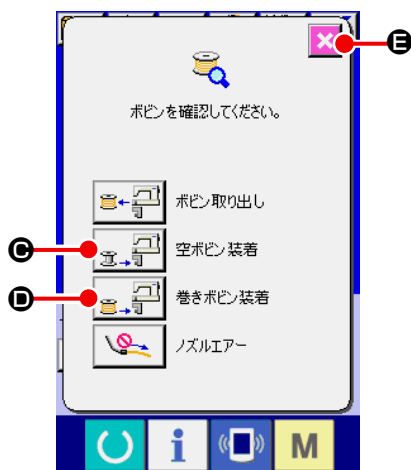 E
ボビンを確認してください。
ボビン取り出し
C
空ボビン装着
D
巻きボビン装着
ノズルエアー
i
M